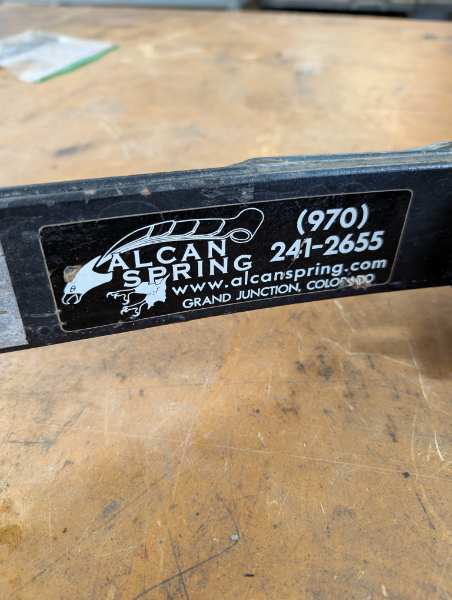 ALCAN
SPRING
(970)
241-2655
www.alcanspring.com
GRAND JUNCTION, COLORADO